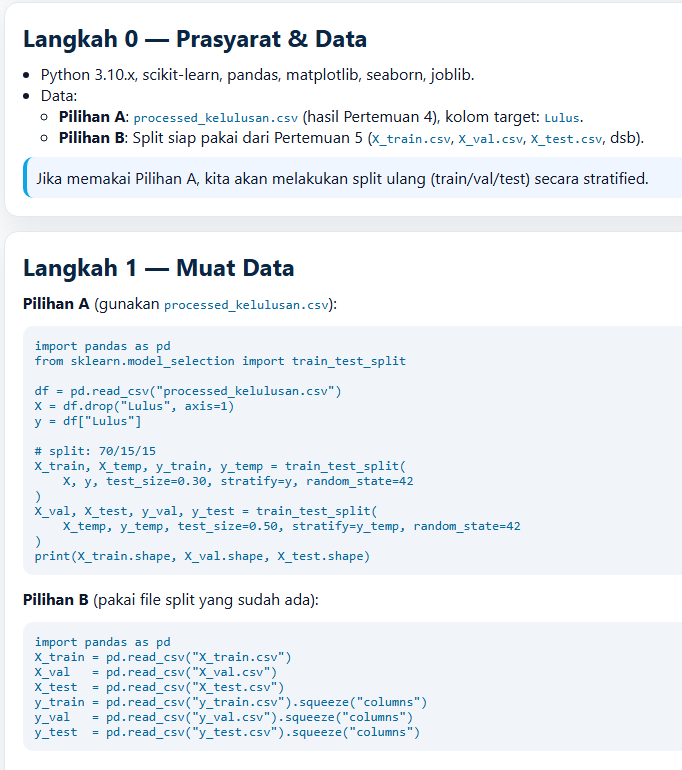 Langkah 0 — Prasyarat & Data
• Python 3.10.x, scikit-learn, pandas, matplotlib, seaborn, joblib.
• Data:
○ Pilihan A: processed_kelulusan.csv (hasil Pertemuan 4), kolom target: Lulus.
○ Pilihan B: Split siap pakai dari Pertemuan 5 (X_train.csv, X_val.csv, X_test.csv, dsb).
Jika memakai Pilihan A, kita akan melakukan split ulang (train/val/test) secara stratified.
Langkah 1 — Muat Data
Pilihan A (gunakan processed_kelulusan.csv):
import pandas as pd
from sklearn.model_selection import train_test_split

df = pd.read_csv("processed_kelulusan.csv")
X = df.drop("Lulus", axis=1)
y = df["Lulus"]

# split: 70/15/15
X_train, X_temp, y_train, y_temp = train_test_split(
    X, y, test_size=0.30, stratify=y, random_state=42
)
X_val, X_test, y_val, y_test = train_test_split(
    X_temp, y_temp, test_size=0.50, stratify=y_temp, random_state=42
)
print(X_train.shape, X_val.shape, X_test.shape)
Pilihan B (pakai file split yang sudah ada):
import pandas as pd
X_train = pd.read_csv("X_train.csv")
X_val   = pd.read_csv("X_val.csv")
X_test  = pd.read_csv("X_test.csv")
y_train = pd.read_csv("y_train.csv").squeeze("columns")
y_val   = pd.read_csv("y_val.csv").squeeze("columns")
y_test  = pd.read_csv("y_test.csv").squeeze("columns")